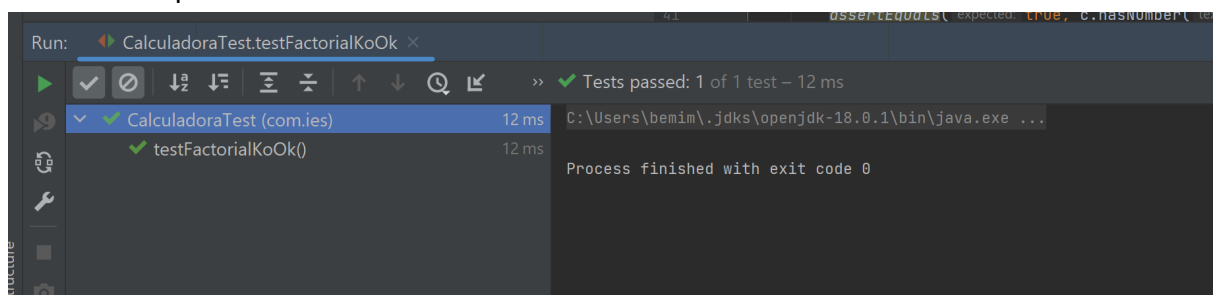 41 assertEquals( expected: true, c.hasNumber(
Run: CalculadoraTest.testFactorialKoOk ×
» Tests passed: 1 of 1 test – 12 ms
CalculadoraTest (com.ies) 12 ms
testFactorialKoOk() 12 ms
C:\Users\bemim\.jdks\openjdk-18.0.1\bin\java.exe ...
Process finished with exit code 0